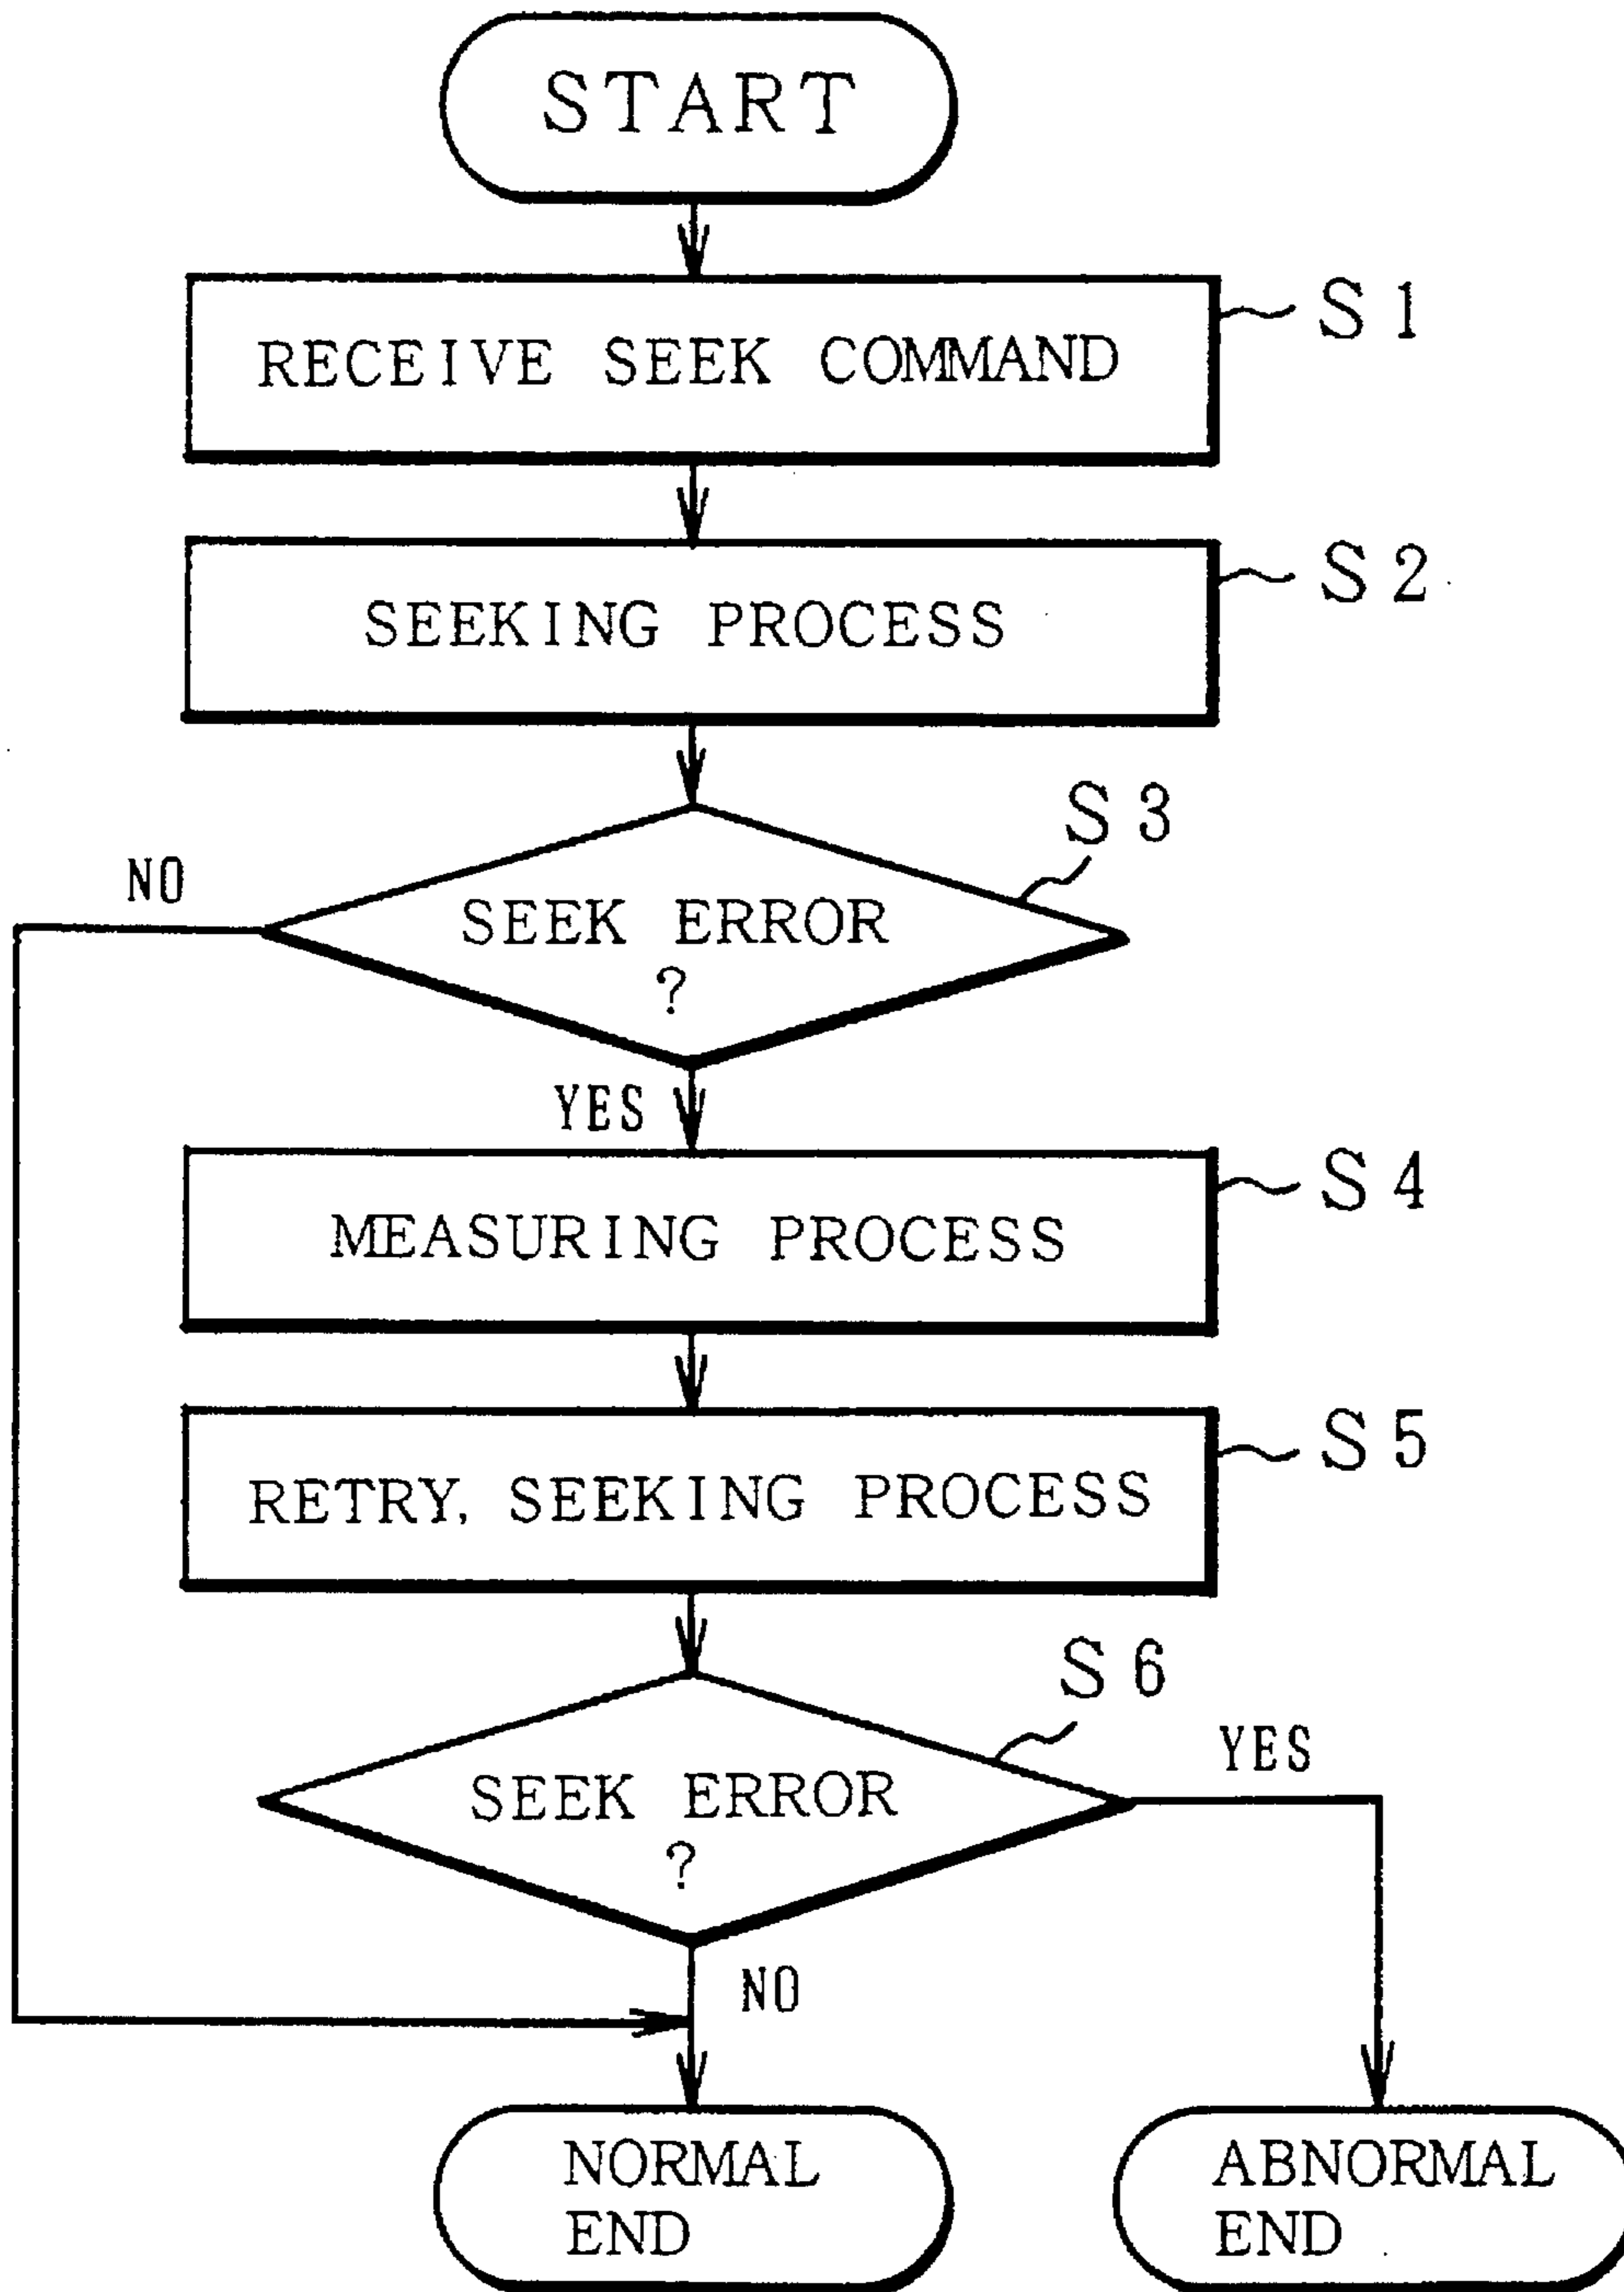 START
RECEIVE SEEK COMMAND
S1
SEEKING PROCESS
S2
S3
NO
SEEK ERROR
?
YES
MEASURING PROCESS
S4
RETRY, SEEKING PROCESS
S5
S6
YES
SEEK ERROR
?
NO
NORMAL
END
ABNORMAL
END